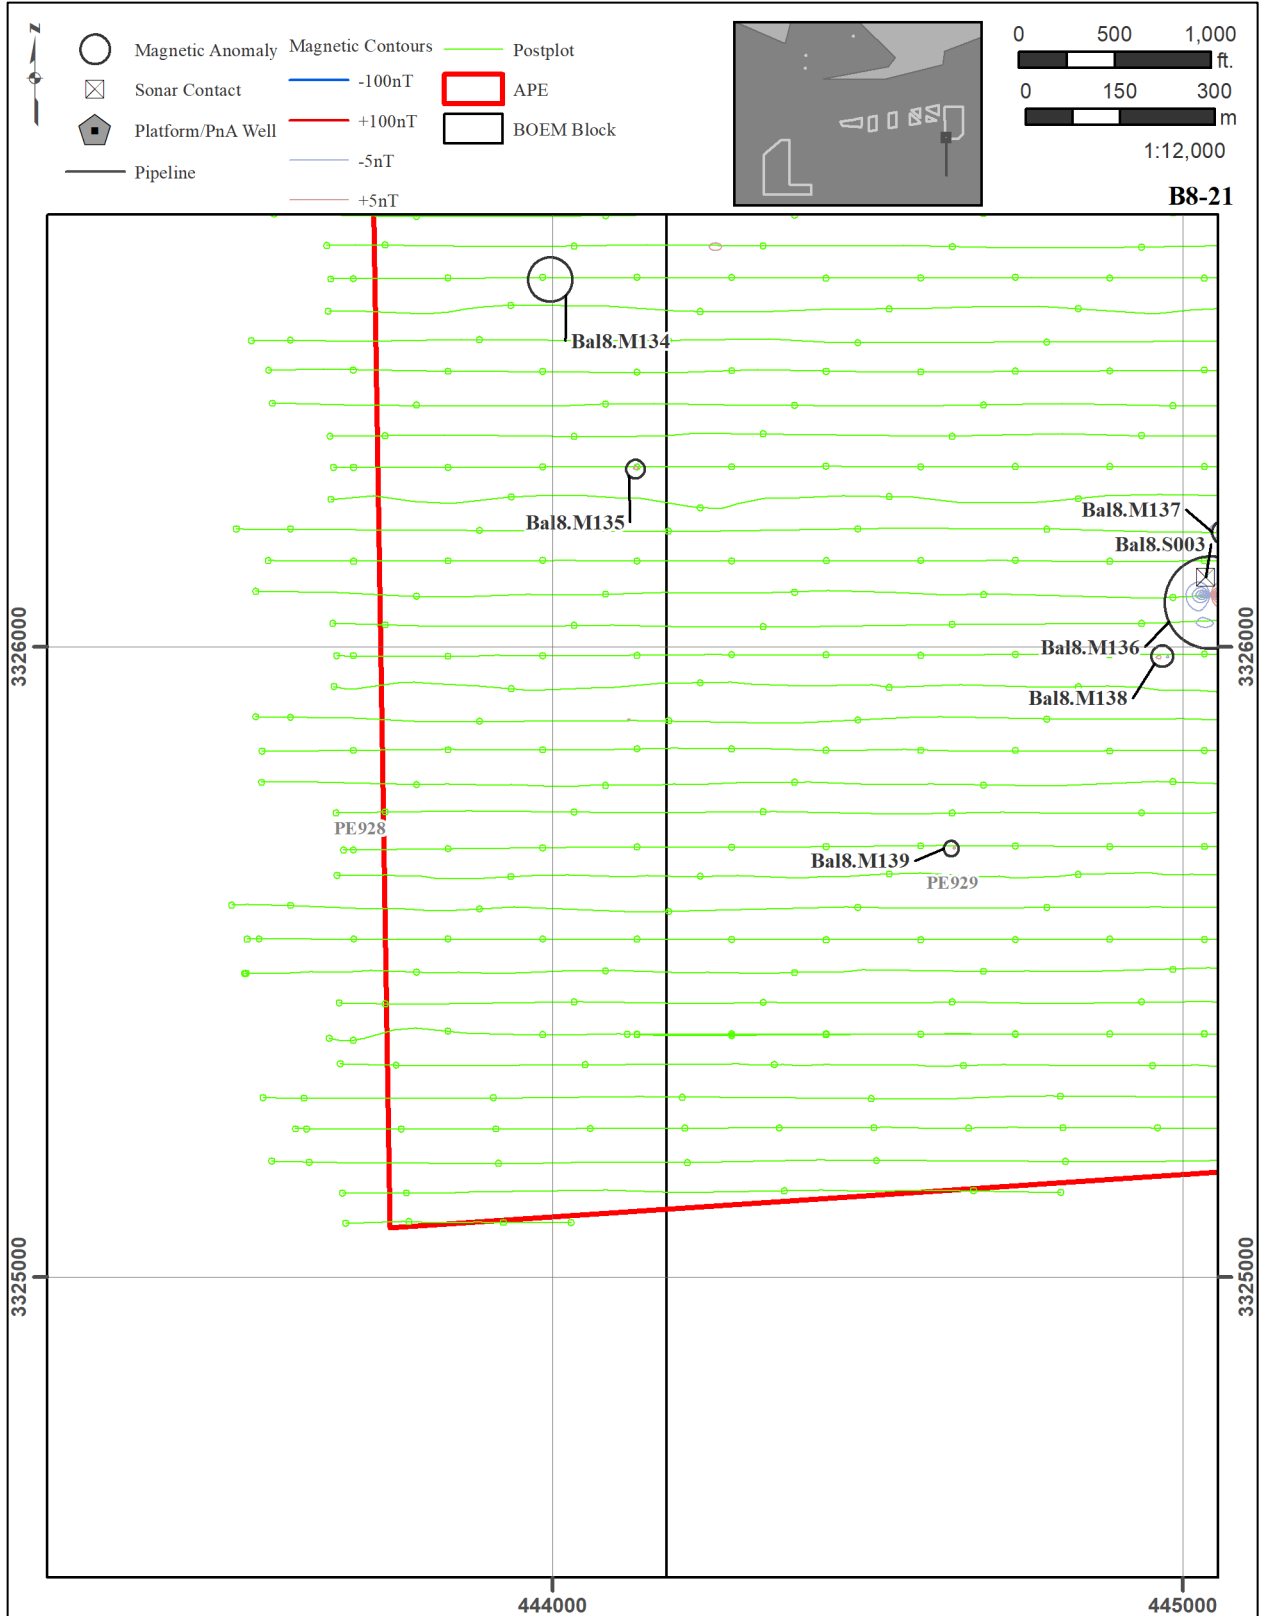 Z
Magnetic Anomaly
Sonar Contact
Platform/PnA Well
Pipeline
Magnetic Contours
-100nT
+100nT
-5nT
+5nT
Postplot
APE
BOEM Block
0 500 1,000
ft.
0 150 300
m
1:12,000
B8-21
Bal8.M134
Bal8.M135
Bal8.M137
Bal8.S003
Bal8.M136
Bal8.M138
PE928
Bal8.M139
PE929
3326000
3326000
3325000
3325000
444000
445000